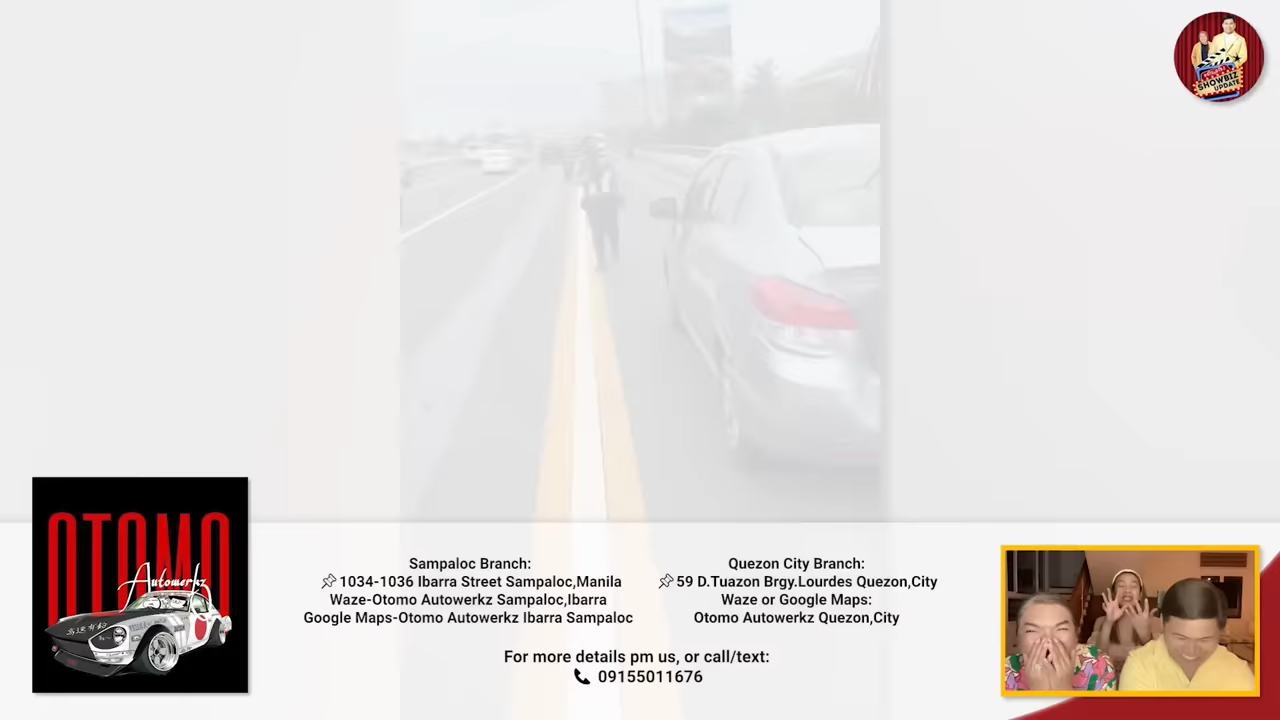 SHOWBIZ
UPDATE
OTOMO
Autowerkz
Sampaloc Branch:
1034-1036 Ibarra Street Sampaloc,Manila
Waze-Otomo Autowerkz Sampaloc,Ibarra
Google Maps-Otomo Autowerkz Ibarra Sampaloc
Quezon City Branch:
59 D.Tuazon Brgy.Lourdes Quezon,City
Waze or Google Maps:
Otomo Autowerkz Quezon,City
For more details pm us, or call/text:
09155011676